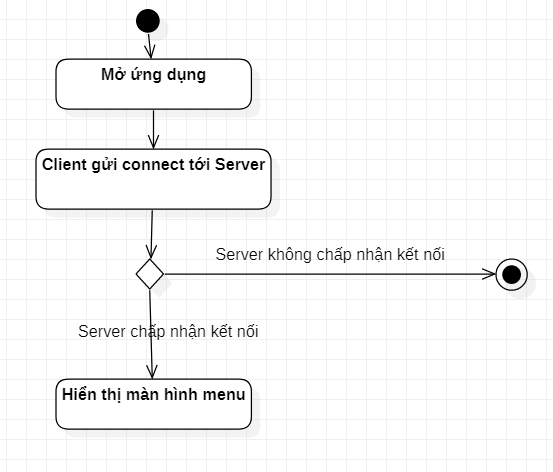 Mở ứng dụng
Client gửi connect tới Server
Server không chấp nhận kết nối
Server chấp nhận kết nối
Hiển thị màn hình menu